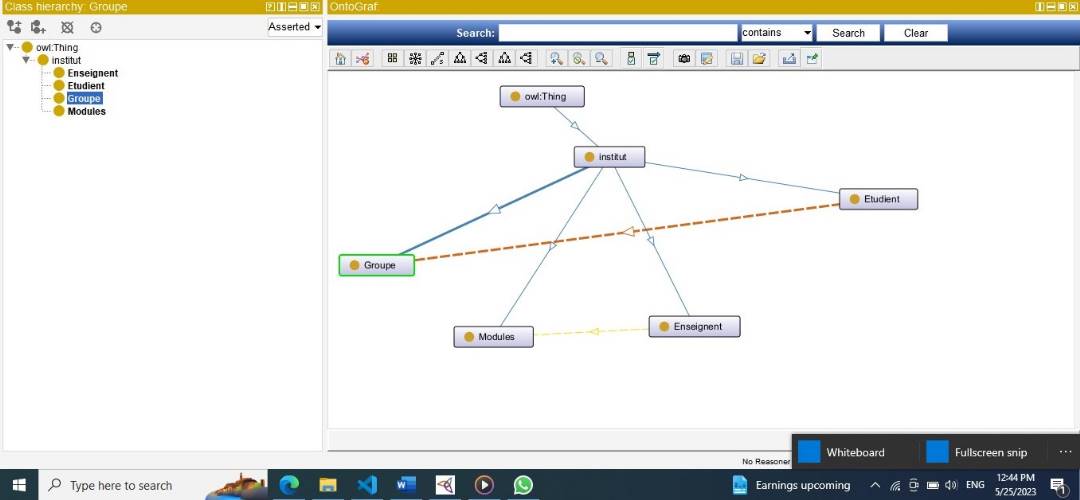 Class hierarchy: Groupe
OntoGraf:
Asserted
Search:
contains
Search
Clear
owl:Thing
institut
Enseignent
Etudient
Groupe
Modules
owl:Thing
institut
Etudient
Groupe
Modules
Enseignent
Whiteboard
Fullscreen snip
No Reasoner
Type here to search
Earnings upcoming
ENG
12:44 PM
5/25/2023
1